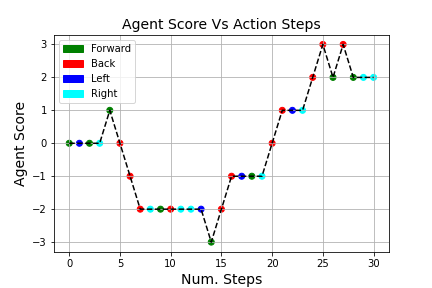 Agent Score Vs Action Steps
Agent Score
3
2
1
0
−1
−2
−3
Forward
Back
Left
Right
0 5 10 15 20 25 30
Num. Steps